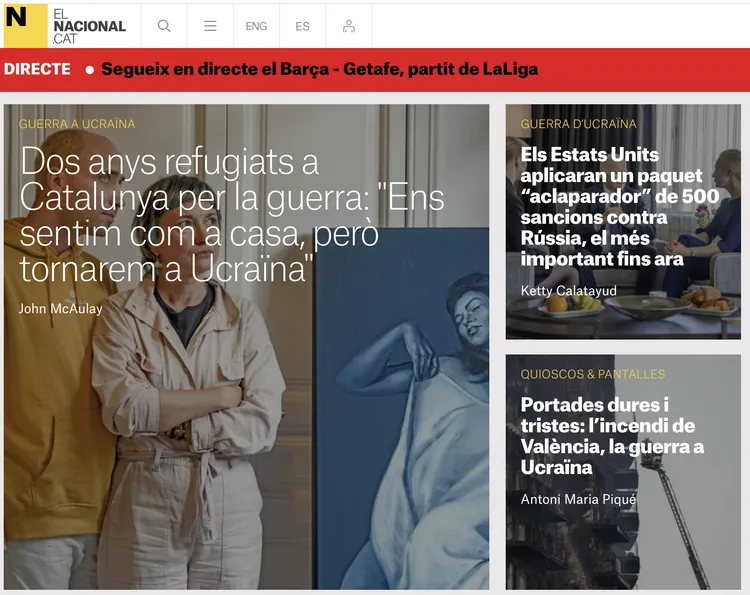 N
EL
NACIONAL
.CAT
ENG
ES
DIRECTE ● Segueix en directe el Barça - Getafe, partit de LaLiga
GUERRA A UCRAÏNA
Dos anys refugiats a
Catalunya per la guerra: "Ens
sentim com a casa, però
tornarem a Ucraïna"
John McAulay
GUERRA D'UCRAÏNA
Els Estats Units
aplicaran un paquet
“aclaparador” de 500
sancions contra
Rússia, el més
important fins ara
Ketty Calatayud
QUIOSCOS & PANTALLES
Portades dures i
tristes: l’incendi de
València, la guerra a
Ucraïna
Antoni Maria Piqué